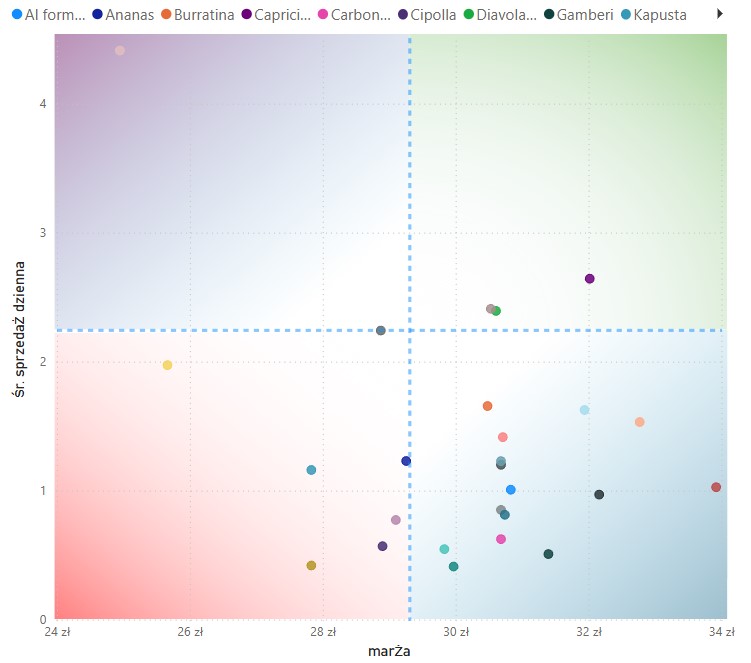 Al form... Ananas Burratina Caprici... Carbon... Cipolla Diavola... Gamberi Kapusta
4
3
2
1
0
24 zł 26 zł 28 zł 30 zł 32 zł 34 zł
marŻa
Śr. sprzedaż dzienna